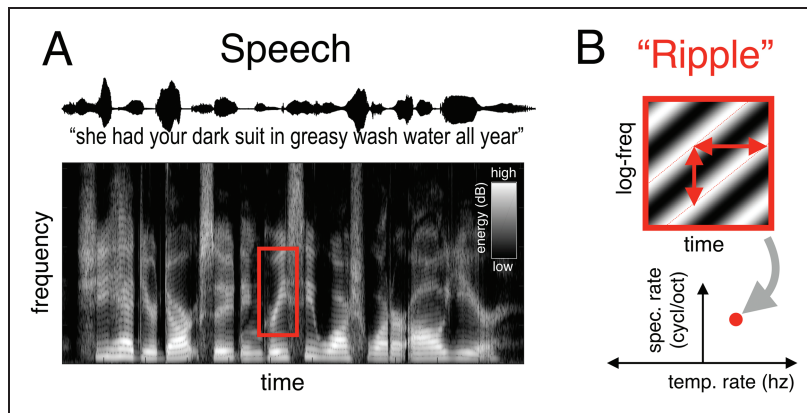 A
Speech
"she had your dark suit in greasy wash water all year"
frequency
high
energy (dB)
low
time
B
"Ripple"
log-freq
time
spec. rate
(cycl/oct)
temp. rate (hz)